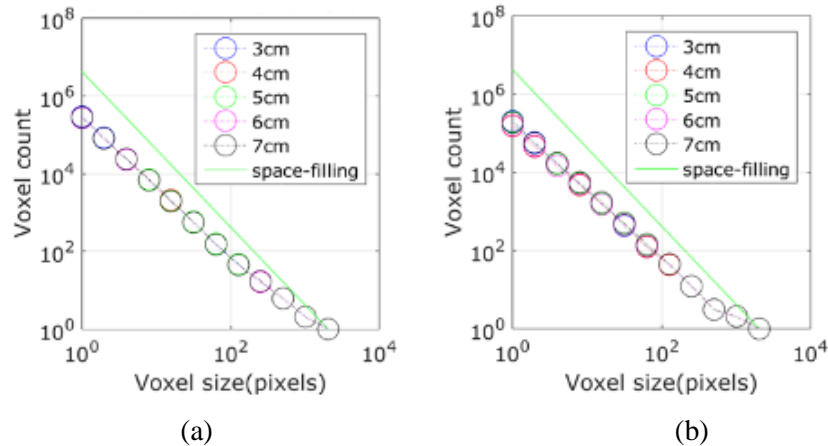 10^8
10^6
10^4
10^2
10^0
Voxel count
3cm
4cm
5cm
6cm
7cm
space-filling
10^0 10^2 10^4
Voxel size(pixels)
(a)
10^8
10^6
10^4
10^2
10^0
Voxel count
3cm
4cm
5cm
6cm
7cm
space-filling
10^0 10^2 10^4
Voxel size(pixels)
(b)